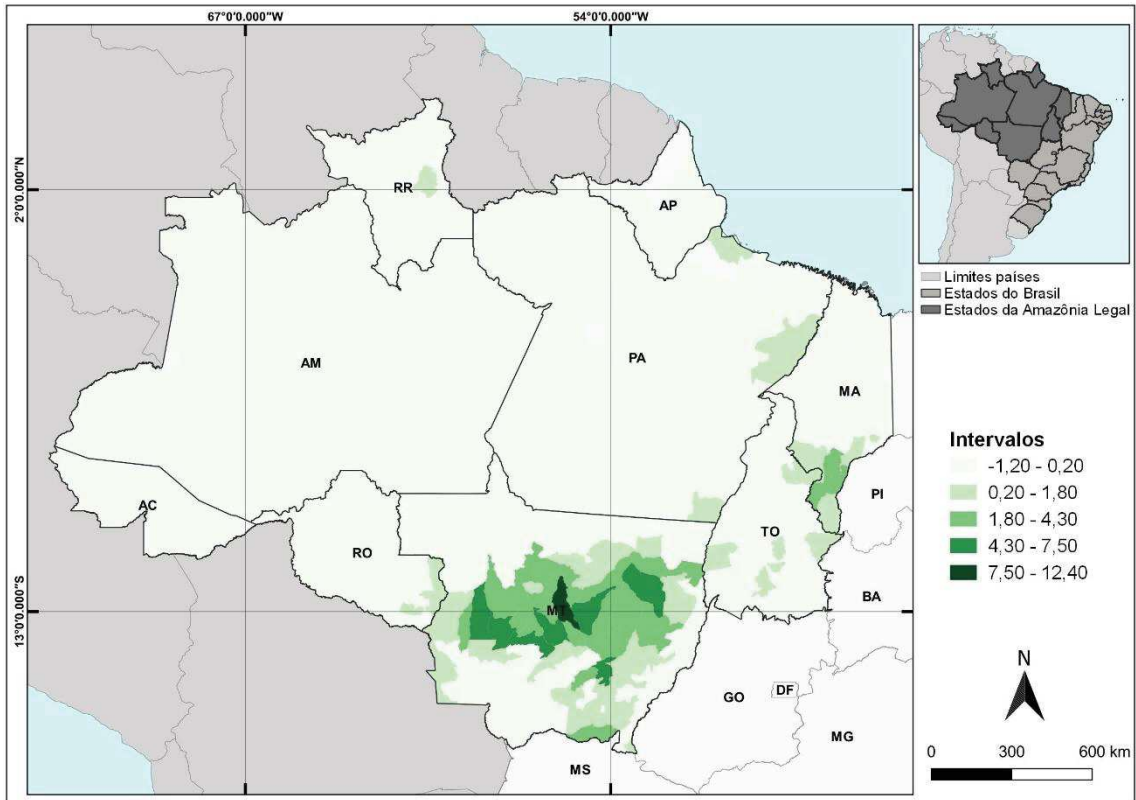 67°0'0.000"W
54°0'0.000"W
2°0'0.000"N
13°0'0.000"S
RR
AP
AM
PA
MA
AC
RO
TO
PI
MT
BA
GO
DF
MG
MS
Limites países
Estados do Brasil
Estados da Amazônia Legal
Intervalos
-1,20 - 0,20
0,20 - 1,80
1,80 - 4,30
4,30 - 7,50
7,50 - 12,40
N
0 300 600 km